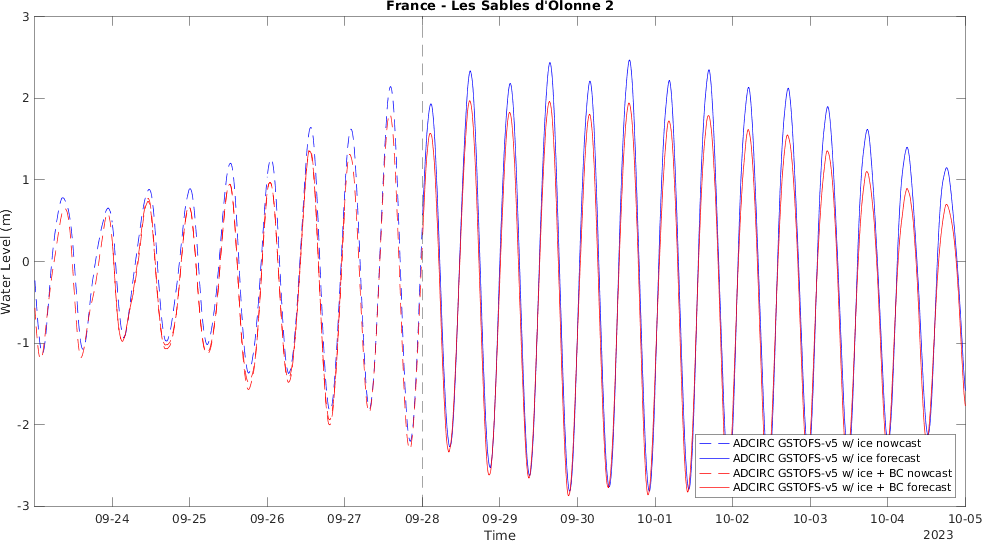 France - Les Sables d'Olonne 2
3
2
1
0
-1
-2
-3
Water Level (m)
ADCIRC GSTOFS-v5 w/ ice nowcast
ADCIRC GSTOFS-v5 w/ ice forecast
ADCIRC GSTOFS-v5 w/ ice + BC nowcast
ADCIRC GSTOFS-v5 w/ ice + BC forecast
09-24 09-25 09-26 09-27 09-28 09-29 09-30 10-01 10-02 10-03 10-04 10-05
Time
2023